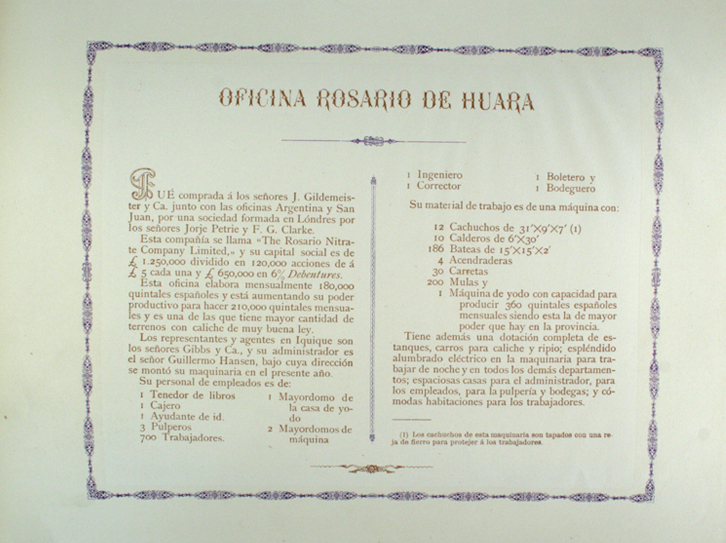 OFICINA ROSARIO DE HUARA
FUÉ comprada á los señores J. Gildemeis-
ter y Ca. junto con las oficinas Argentina y San
Juan, por una sociedad formada en Lóndres por
los señores Jorje Petrie y F. G. Clarke.
Esta compañía se llama «The Rosario Nitra-
te Company Limited,» y su capital social es de
£ 1.250,000 dividido en 120,000 acciones de á
£ 5 cada una y £ 650,000 en 6% Debentures.
Esta oficina elabora mensualmente 180,000
quintales españoles y está aumentando su poder
productivo para hacer 210,000 quintales mensua-
les y es una de las que tiene mayor cantidad de
terrenos con caliche de muy buena ley.
Los representantes y agentes en Iquique son
los señores Gibbs y Ca., y su administrador es
el señor Guillermo Hansen, bajo cuya dirección
se montó su maquinaria en el presente año.
Su personal de empleados es de:
1 Tenedor de libros
1 Cajero
1 Ayudante de id.
3 Pulperos
700 Trabajadores.
1 Mayordomo de
la casa de yo-
do
2 Mayordomos de
máquina
1 Ingeniero
1 Corrector
1 Boletero y
1 Bodeguero
Su material de trabajo es de una máquina con:
12 Cachuchos de 31'X9'X7' (1)
10 Calderos de 6'X30'
186 Bateas de 15'X15'X2'
4 Acendraderas
30 Carretas
200 Mulas y
1 Máquina de yodo con capacidad para
producir 360 quintales españoles
mensuales siendo esta la de mayor
poder que hay en la provincia.
Tiene además una dotación completa de es-
tanques, carros para caliche y ripio; espléndido
alumbrado eléctrico en la maquinaria para tra-
bajar de noche y en todos los demás departamen-
tos; espaciosas casas para el administrador, para
los empleados, para la pulpería y bodegas; y có-
modas habitaciones para los trabajadores.
(1) Los cachuchos de esta maquinaria son tapados con una re-
ja de fierro para protejer á los trabajadores.